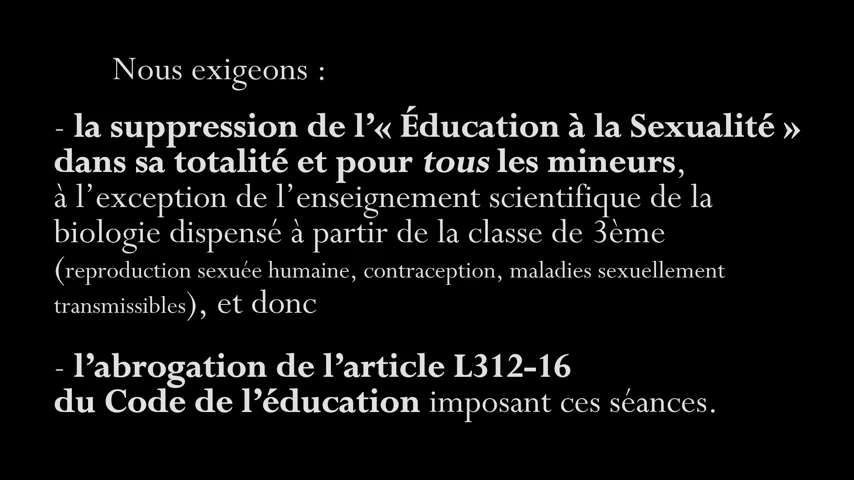 Nous exigeons :
- la suppression de l’« Éducation à la Sexualité »
dans sa totalité et pour tous les mineurs,
à l’exception de l’enseignement scientifique de la
biologie dispensé à partir de la classe de 3ème
(reproduction sexuée humaine, contraception, maladies sexuellement
transmissibles), et donc
- l’abrogation de l’article L312-16
du Code de l’éducation imposant ces séances.